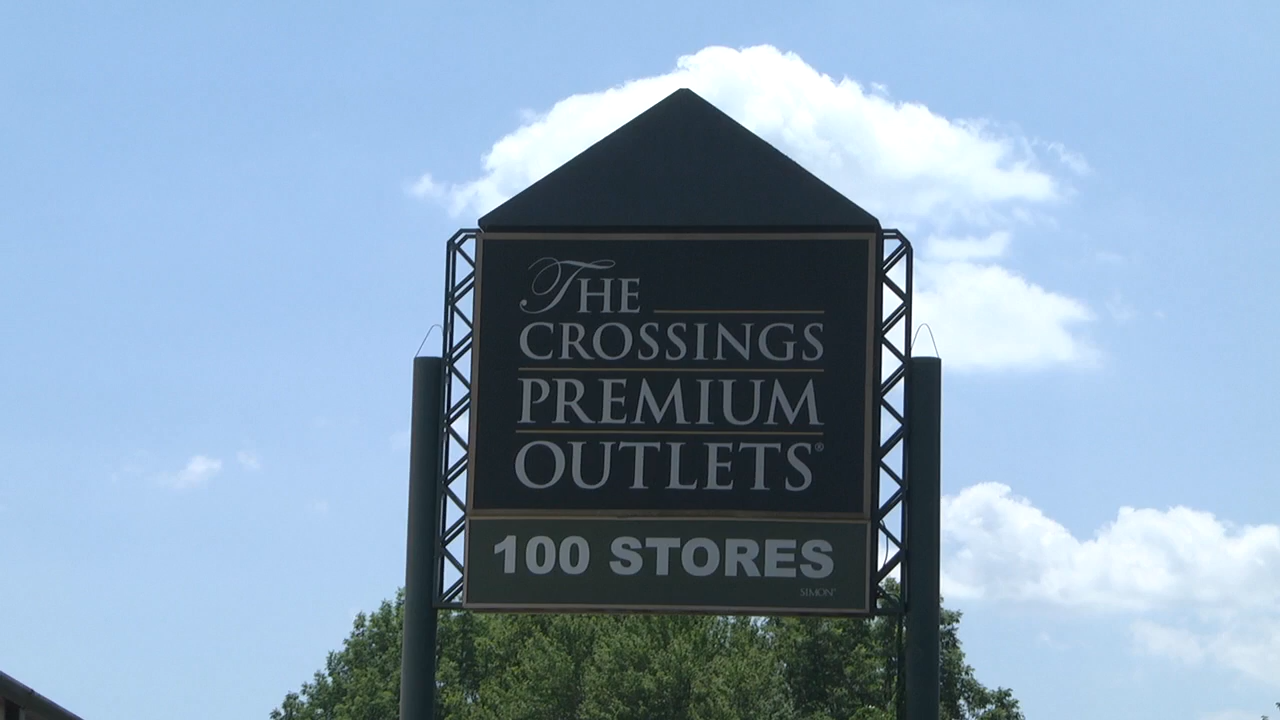 THE
CROSSINGS
PREMIUM
OUTLETS®
100 STORES
SIMON®